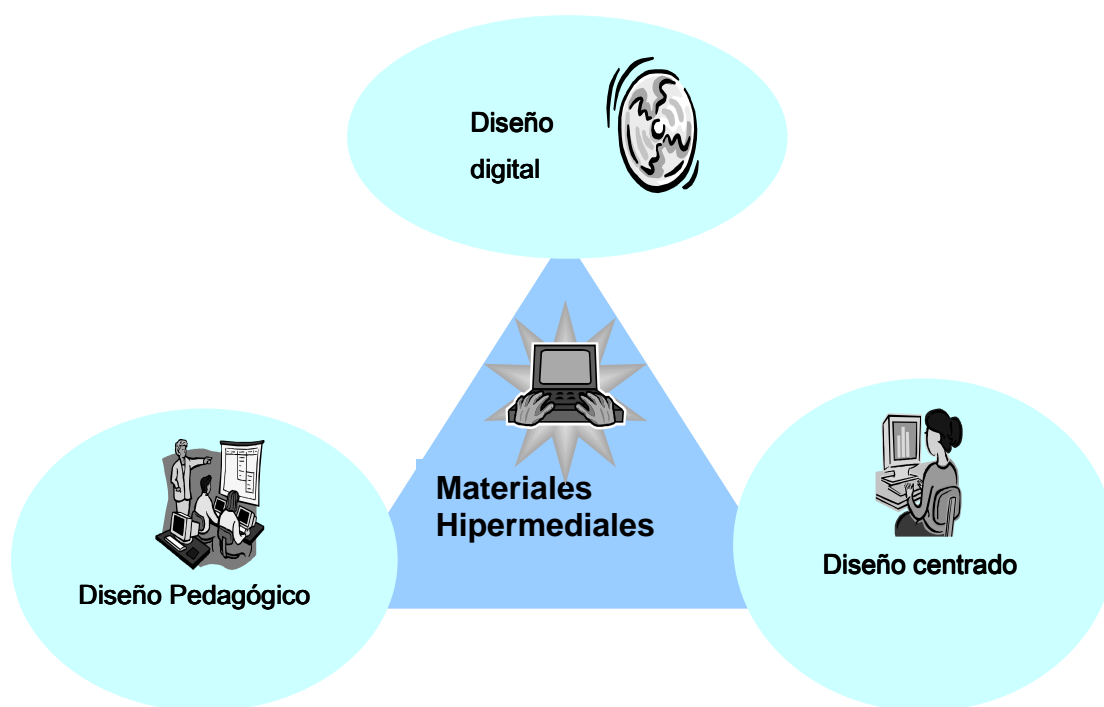 Diseño
digital
Materiales
Hipermediales
Diseño Pedagógico
Diseño centrado